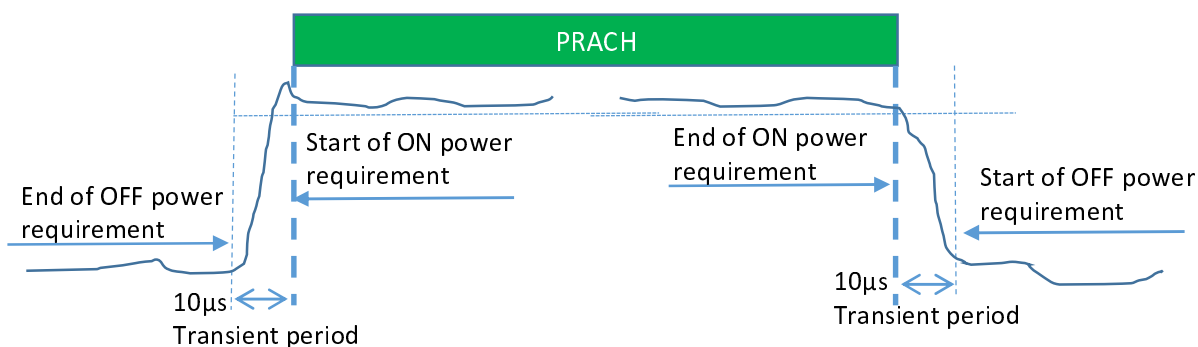 PRACH
Start of ON power
requirement
End of ON power
requirement
End of OFF power
requirement
Start of OFF power
requirement
10µs
Transient period
10µs
Transient period